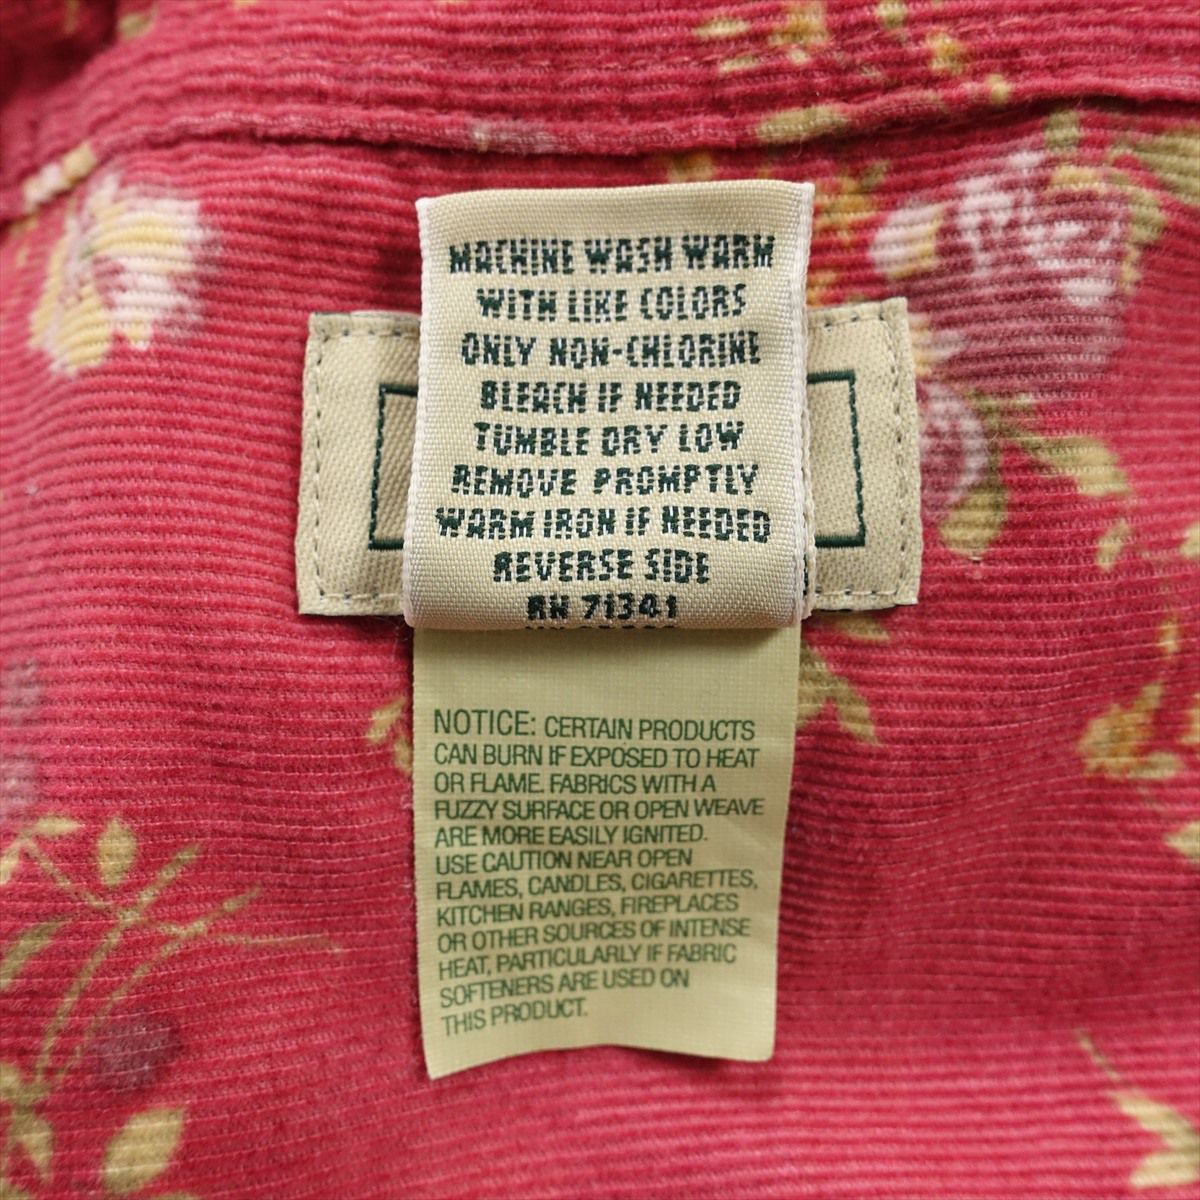 MACHINE WASH WARM
WITH LIKE COLORS
ONLY NON-CHLORINE
BLEACH IF NEEDED
TUMBLE DRY LOW
REMOVE PROMPTLY
WARM IRON IF NEEDED
REVERSE SIDE
RN 71341
NOTICE: CERTAIN PRODUCTS
CAN BURN IF EXPOSED TO HEAT
OR FLAME. FABRICS WITH A
FUZZY SURFACE OR OPEN WEAVE
ARE MORE EASILY IGNITED.
USE CAUTION NEAR OPEN
FLAMES, CANDLES, CIGARETTES,
KITCHEN RANGES, FIREPLACES
OR OTHER SOURCES OF INTENSE
HEAT, PARTICULARLY IF FABRIC
SOFTENERS ARE USED ON
THIS PRODUCT.